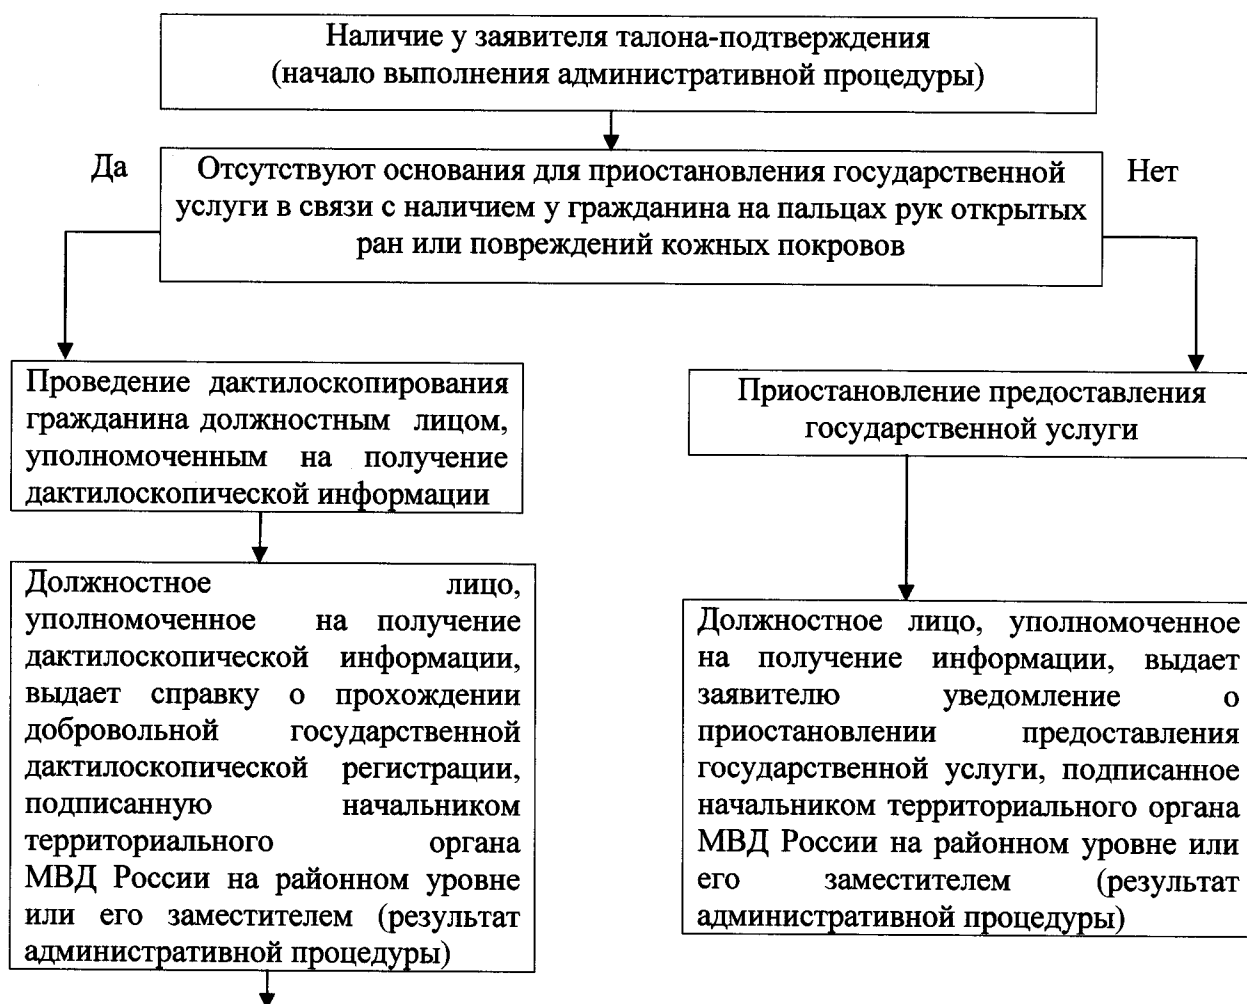 Наличие у заявителя талона-подтверждения
(начало выполнения административной процедуры)
Да
Отсутствуют основания для приостановления государственной
услуги в связи с наличием у гражданина на пальцах рук открытых
ран или повреждений кожных покровов
Нет
Проведение дактилоскопирования
гражданина должностным лицом,
уполномоченным на получение
дактилоскопической информации
Приостановление предоставления
государственной услуги
Должностное лицо,
уполномоченное на получение
дактилоскопической информации,
выдает справку о прохождении
добровольной государственной
дактилоскопической регистрации,
подписанную начальником
территориального органа
МВД России на районном уровне
или его заместителем (результат
административной процедуры)
Должностное лицо, уполномоченное
на получение информации, выдает
заявителю уведомление о
приостановлении предоставления
государственной услуги, подписанное
начальником территориального органа
МВД России на районном уровне или
его заместителем (результат
административной процедуры)